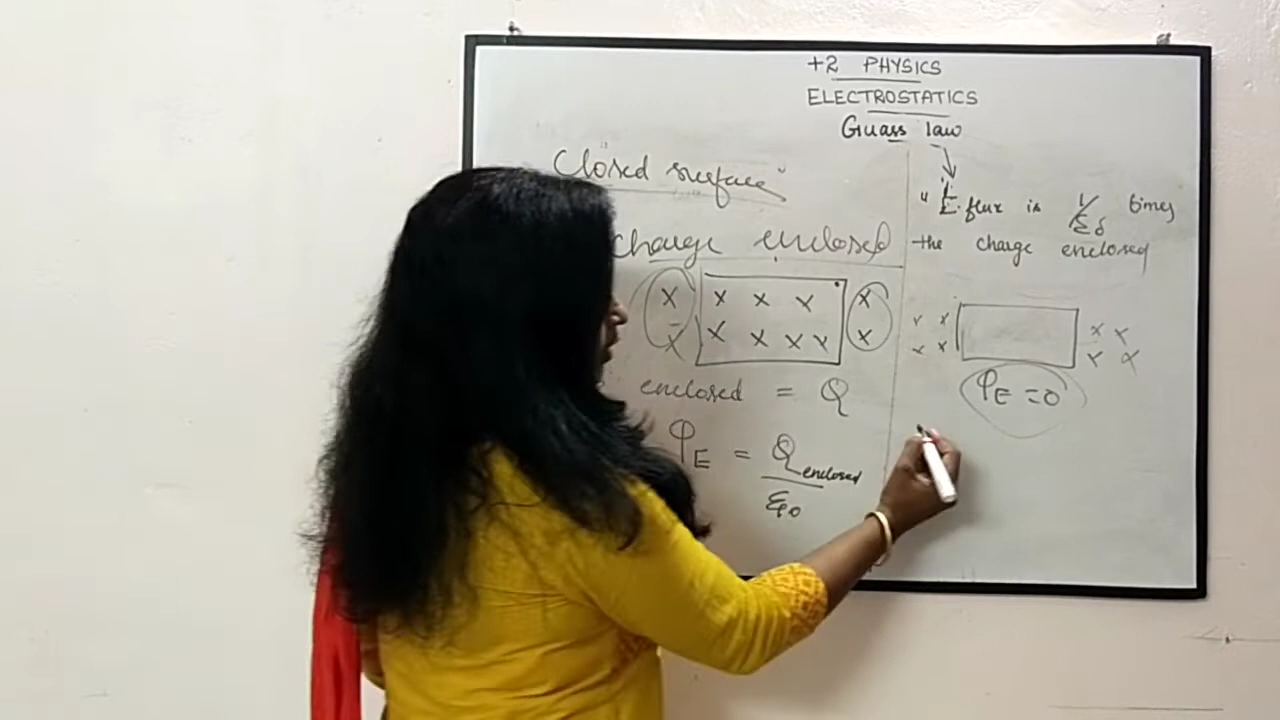 +2 PHYSICS
ELECTROSTATICS
Guass law
"Closed surface"
charge enclosed
x x x x x
x x x x x x
enclosed = Q
φE = Qenclosed
ε0
"E.flux is 1/ε0 times
the charge enclosed
x x x x
x x x x
φE = 0